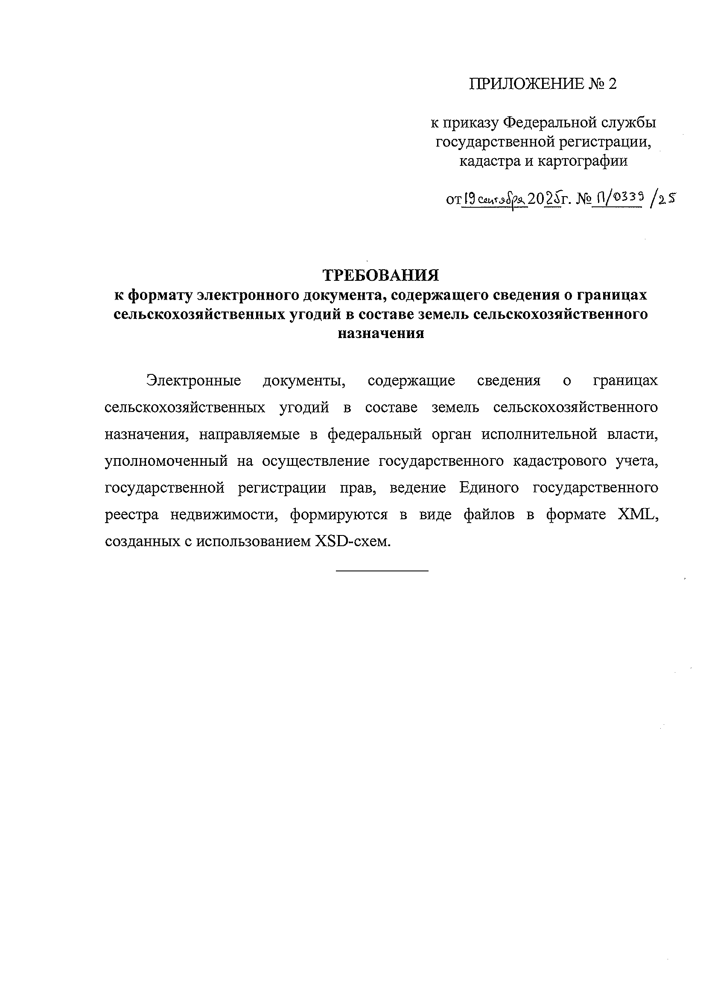 ПРИЛОЖЕНИЕ № 2
к приказу Федеральной службы
государственной регистрации,
кадастра и картографии
от 19 сентября 2025 г. № П/0339/25
ТРЕБОВАНИЯ
к формату электронного документа, содержащего сведения о границах
сельскохозяйственных угодий в составе земель сельскохозяйственного
назначения
Электронные документы, содержащие сведения о границах
сельскохозяйственных угодий в составе земель сельскохозяйственного
назначения, направляемые в федеральный орган исполнительной власти,
уполномоченный на осуществление государственного кадастрового учета,
государственной регистрации прав, ведение Единого государственного
реестра недвижимости, формируются в виде файлов в формате XML,
созданных с использованием XSD-схем.